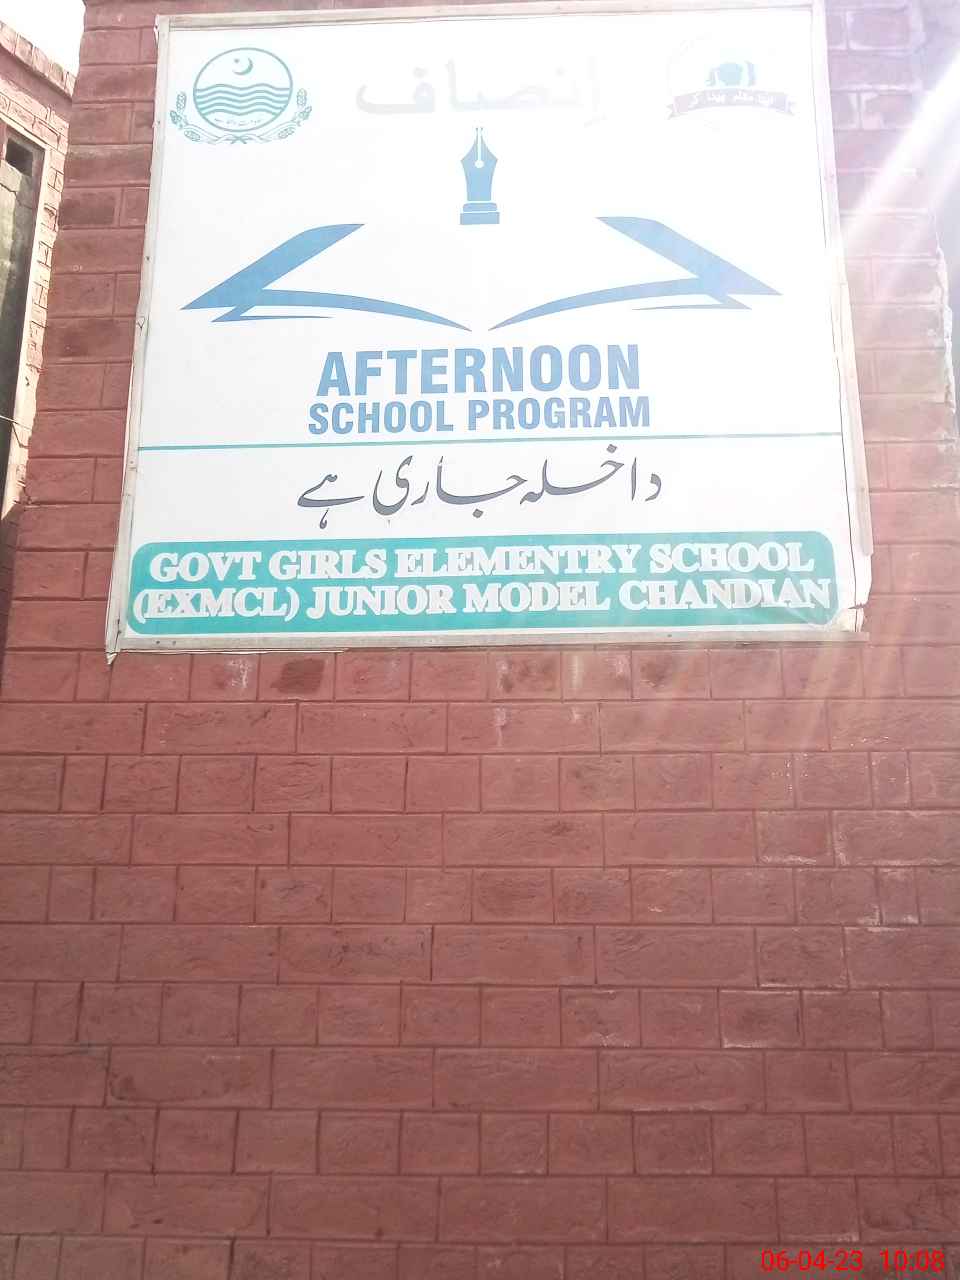 انصاف
AFTERNOON
SCHOOL PROGRAM
داخلہ جاری ہے
GOVT GIRLS ELEMENTRY SCHOOL
(EXMCL) JUNIOR MODEL CHANDIAN
06-04-23 10:08